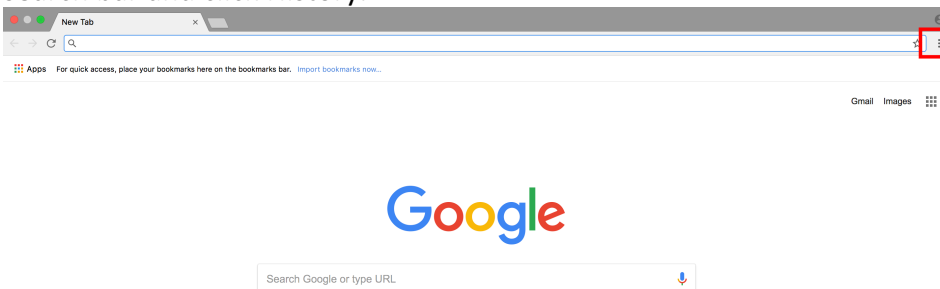 New Tab
Apps For quick access, place your bookmarks here on the bookmarks bar. Import bookmarks now...
Gmail Images
Google
Search Google or type URL